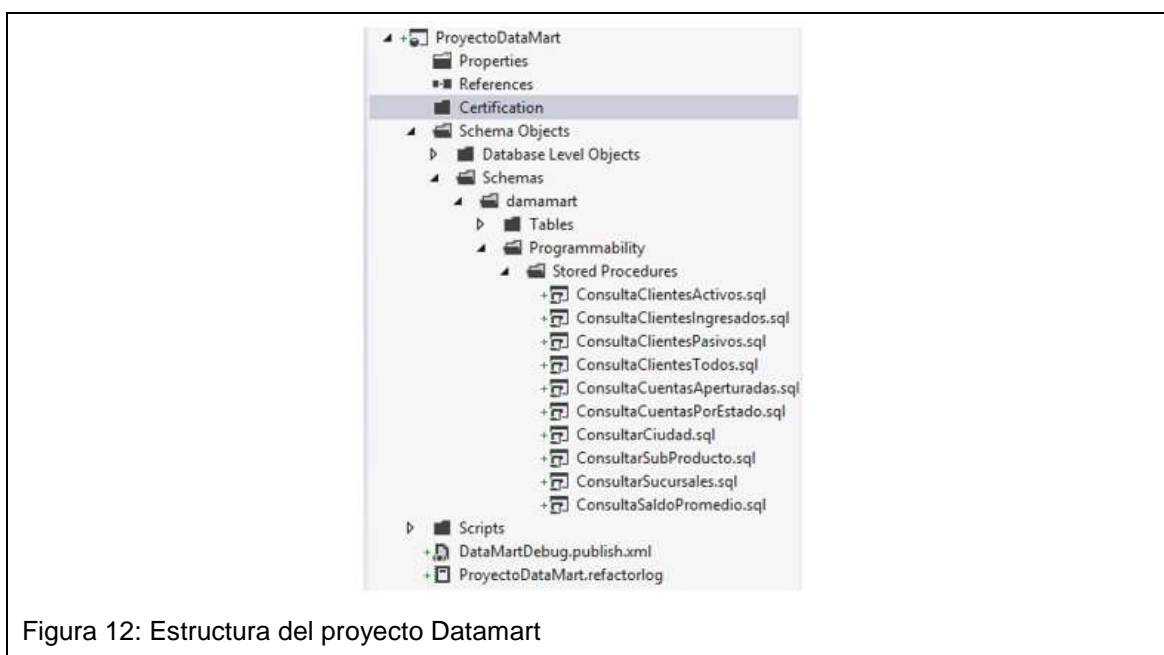 ProyectoDataMart
Properties
References
Certification
Schema Objects
Database Level Objects
Schemas
damamart
Tables
Programmability
Stored Procedures
ConsultaClientesActivos.sql
ConsultaClientesIngresados.sql
ConsultaClientesPasivos.sql
ConsultaClientesTodos.sql
ConsultaCuentasAperturadas.sql
ConsultaCuentasPorEstado.sql
ConsultarCiudad.sql
ConsultarSubProducto.sql
ConsultarSucursales.sql
ConsultaSaldoPromedio.sql
Scripts
DataMartDebug.publish.xml
ProyectoDataMart.refactorlog
Figura 12: Estructura del proyecto Datamart